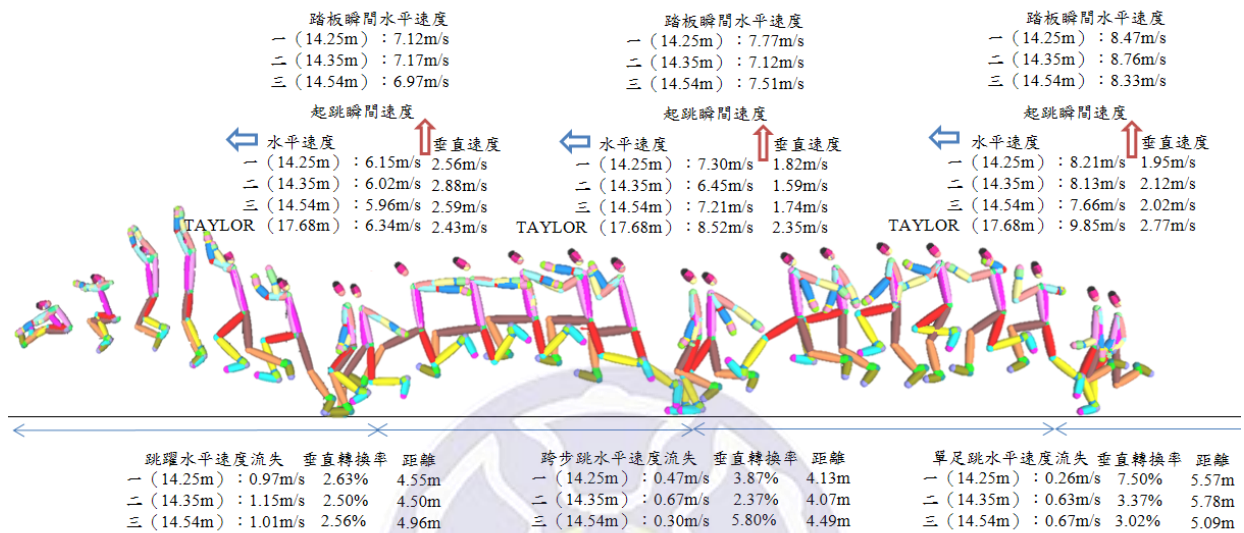 踏板瞬間水平速度
一（14.25m）：7.12m/s
二（14.35m）：7.17m/s
三（14.54m）：6.97m/s
起跳瞬間速度
水平速度 垂直速度
一（14.25m）：6.15m/s 2.56m/s
二（14.35m）：6.02m/s 2.88m/s
三（14.54m）：5.96m/s 2.59m/s
TAYLOR（17.68m）：6.34m/s 2.43m/s
踏板瞬間水平速度
一（14.25m）：7.77m/s
二（14.35m）：7.12m/s
三（14.54m）：7.51m/s
起跳瞬間速度
水平速度 垂直速度
一（14.25m）：7.30m/s 1.82m/s
二（14.35m）：6.45m/s 1.59m/s
三（14.54m）：7.21m/s 1.74m/s
TAYLOR（17.68m）：8.52m/s 2.35m/s
踏板瞬間水平速度
一（14.25m）：8.47m/s
二（14.35m）：8.76m/s
三（14.54m）：8.33m/s
起跳瞬間速度
水平速度 垂直速度
一（14.25m）：8.21m/s 1.95m/s
二（14.35m）：8.13m/s 2.12m/s
三（14.54m）：7.66m/s 2.02m/s
TAYLOR（17.68m）：9.85m/s 2.77m/s
跳躍水平速度流失 垂直轉換率 距離
一（14.25m）：0.97m/s 2.63% 4.55m
二（14.35m）：1.15m/s 2.50% 4.50m
三（14.54m）：1.01m/s 2.56% 4.96m
跨步跳水平速度流失 垂直轉換率 距離
一（14.25m）：0.47m/s 3.87% 4.13m
二（14.35m）：0.67m/s 2.37% 4.07m
三（14.54m）：0.30m/s 5.80% 4.49m
單足跳水平速度流失 垂直轉換率 距離
一（14.25m）：0.26m/s 7.50% 5.57m
二（14.35m）：0.63m/s 3.37% 5.78m
三（14.54m）：0.67m/s 3.02% 5.09m